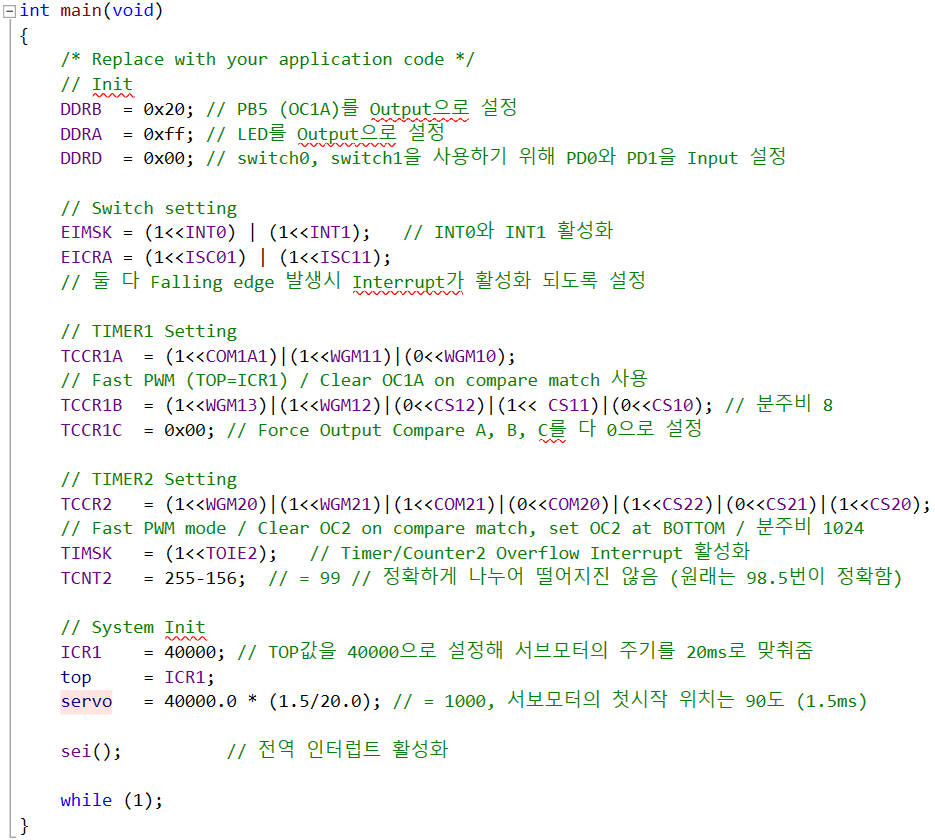 int main(void)
{
/* Replace with your application code */
// Init
DDRB = 0x20; // PB5 (OC1A)를 Output으로 설정
DDRA = 0xff; // LED를 Output으로 설정
DDRD = 0x00; // switch0, switch1을 사용하기 위해 PD0와 PD1을 Input 설정
// Switch setting
EIMSK = (1<<INT0) | (1<<INT1); // INT0와 INT1 활성화
EICRA = (1<<ISC01) | (1<<ISC11);
// 둘 다 Falling edge 발생시 Interrupt가 활성화 되도록 설정
// TIMER1 Setting
TCCR1A = (1<<COM1A1)|(1<<WGM11)|(0<<WGM10);
// Fast PWM (TOP=ICR1) / Clear OC1A on compare match 사용
TCCR1B = (1<<WGM13)|(1<<WGM12)|(0<<CS12)|(1<< CS11)|(0<<CS10); // 분주비 8
TCCR1C = 0x00; // Force Output Compare A, B, C를 다 0으로 설정
// TIMER2 Setting
TCCR2 = (1<<WGM20)|(1<<WGM21)|(1<<COM21)|(0<<COM20)|(1<<CS22)|(0<<CS21)|(1<<CS20);
// Fast PWM mode / Clear OC2 on compare match, set OC2 at BOTTOM / 분주비 1024
TIMSK = (1<<TOIE2); // Timer/Counter2 Overflow Interrupt 활성화
TCNT2 = 255-156; // = 99 // 정확하게 나누어 떨어지진 않음 (원래는 98.5번이 정확함)
// System Init
ICR1 = 40000; // TOP값을 40000으로 설정해 서브모터의 주기를 20ms로 맞춰줌
top = ICR1;
servo = 40000.0 * (1.5/20.0); // = 1000, 서보모터의 첫시작 위치는 90도 (1.5ms)
sei(); // 전역 인터럽트 활성화
while (1);
}